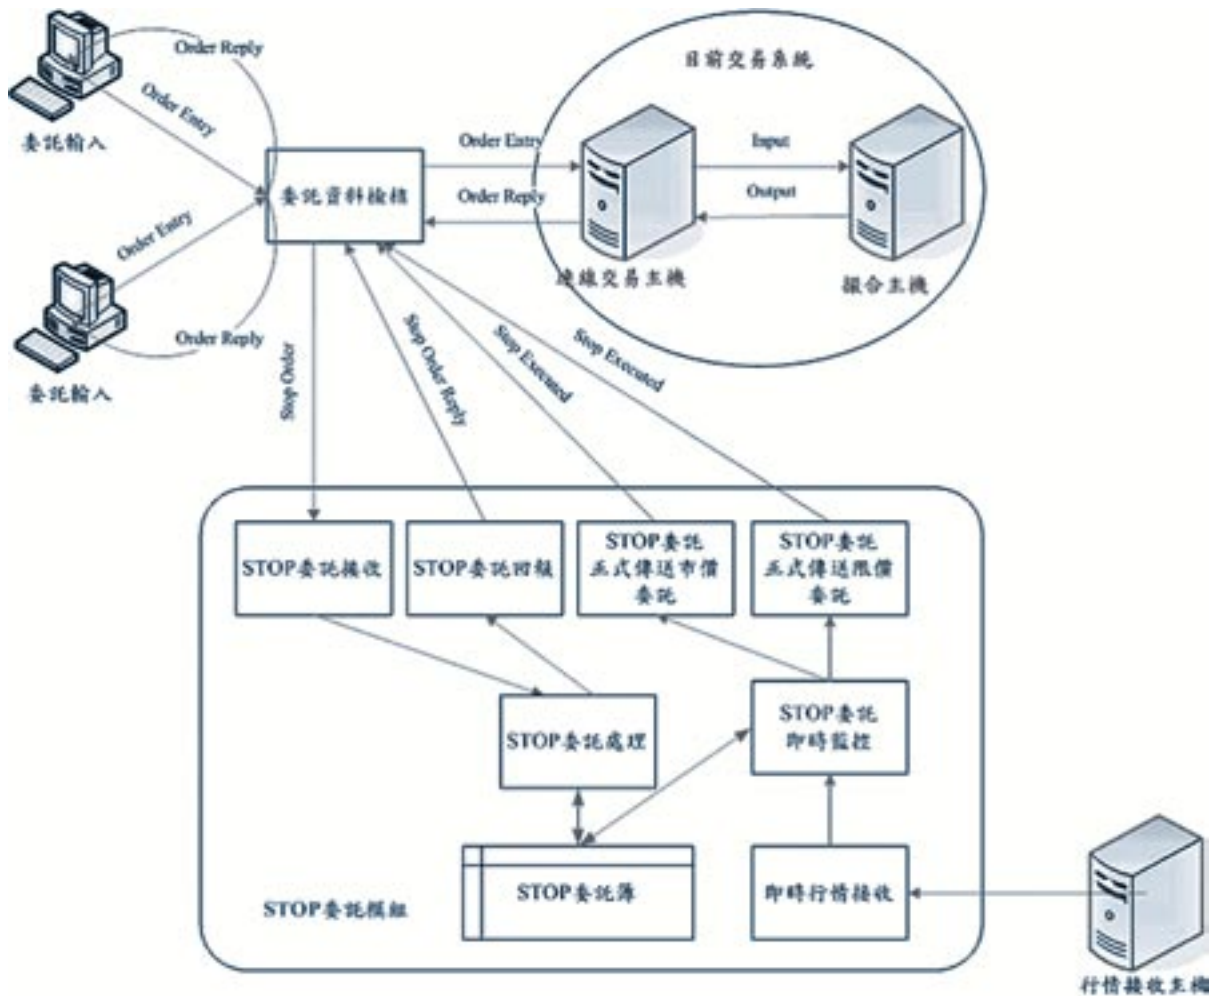 Order Reply
Order Entry
委託輸入
Order Entry
Order Reply
委託輸入
委託資料檢核
Order Entry
Order Reply
目前交易系統
Input
Output
連線交易主機
撮合主機
Stop Order
Stop Order Reply
Stop Executed
Stop Executed
STOP委託接收
STOP委託回報
STOP委託
正式傳送市價
委託
STOP委託
正式傳送限價
委託
STOP委託處理
STOP委託
即時監控
STOP委託簿
即時行情接收
STOP委託模組
行情接收主機